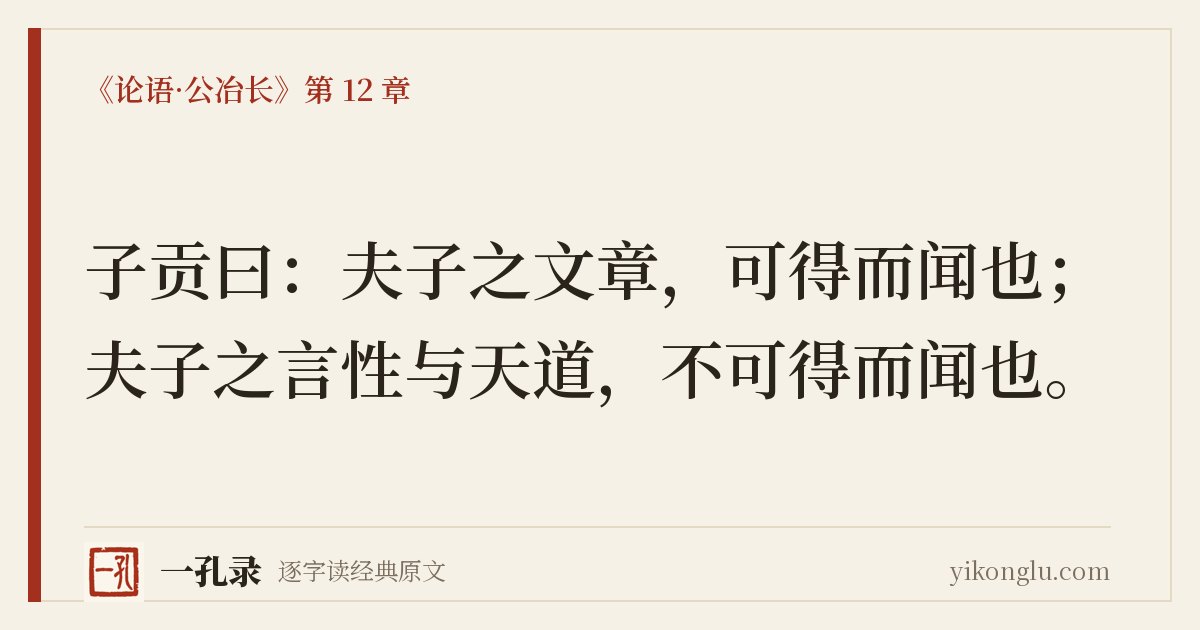 《论语·公冶长》第 12 章
子贡曰：夫子之文章，可得而闻也；
夫子之言性与天道，不可得而闻也。
一孔
一孔录 逐字读经典原文
yikonglu.com